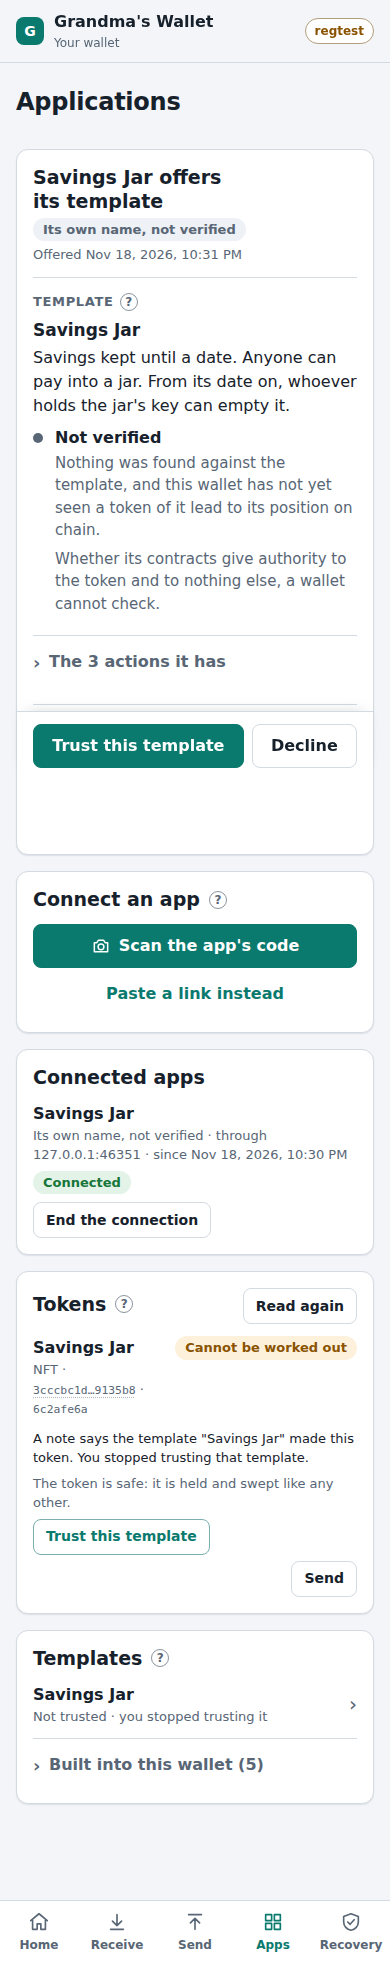 G
Grandma's Wallet
Your wallet
regtest
Applications
Savings Jar offers
its template
Its own name, not verified
Offered Nov 18, 2026, 10:31 PM
TEMPLATE ?
Savings Jar
Savings kept until a date. Anyone can
pay into a jar. From its date on, whoever
holds the jar's key can empty it.
Not verified
Nothing was found against the
template, and this wallet has not yet
seen a token of it lead to its position on
chain.
Whether its contracts give authority to
the token and to nothing else, a wallet
cannot check.
› The 3 actions it has
Trust this template
Decline
Connect an app ?
Scan the app's code
Paste a link instead
Connected apps
Savings Jar
Its own name, not verified · through
127.0.0.1:46351 · since Nov 18, 2026, 10:30 PM
Connected
End the connection
Tokens ?
Read again
Savings Jar
Cannot be worked out
NFT ·
3cccbc1d…9135b8 ·
6c2afe6a
A note says the template "Savings Jar" made this
token. You stopped trusting that template.
The token is safe: it is held and swept like any
other.
Trust this template
Send
Templates ?
Savings Jar
Not trusted · you stopped trusting it
›
› Built into this wallet (5)
Home
Receive
Send
Apps
Recovery